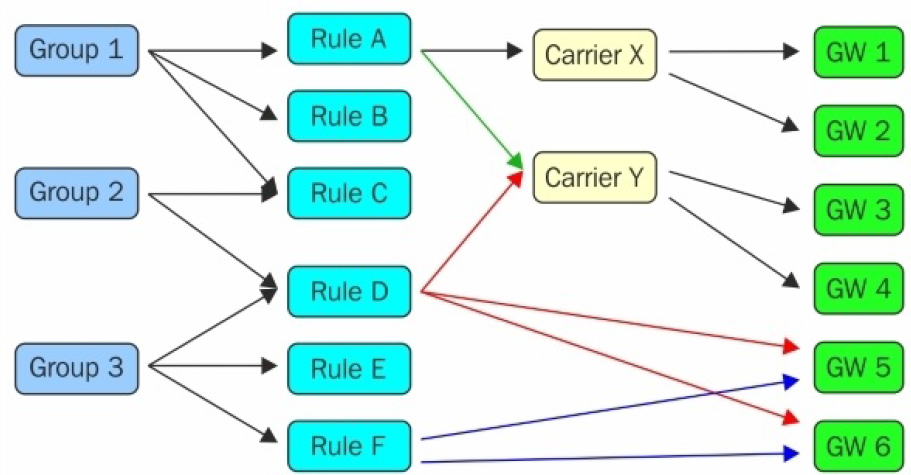 Group 1
Group 2
Group 3
Rule A
Rule B
Rule C
Rule D
Rule E
Rule F
Carrier X
Carrier Y
GW 1
GW 2
GW 3
GW 4
GW 5
GW 6